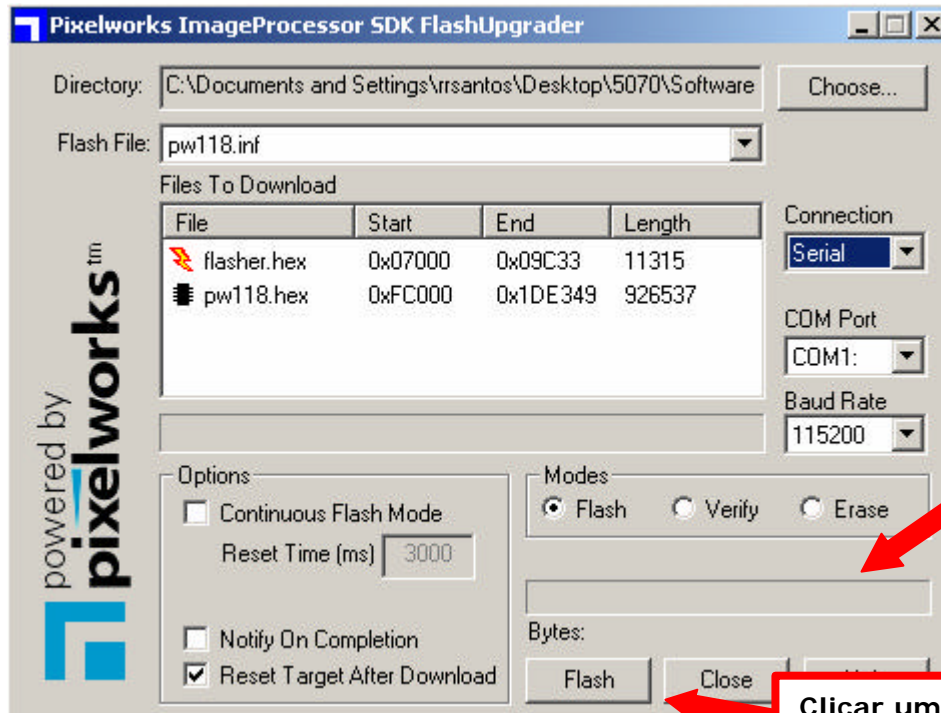 Pixelworks ImageProcessor SDK FlashUpgrader
Directory: C:\Documents and Settings\rrsantos\Desktop\5070\Software Choose...
Flash File: pw118.inf
Files To Download
File Start End Length
flasher.hex 0x07000 0x09C33 11315
pw118.hex 0xFC000 0x1DE349 926537
Connection
Serial
COM Port
COM1:
Baud Rate
115200
powered by
pixelworks tm
Options
Continuous Flash Mode
Reset Time (ms) 3000
Notify On Completion
Reset Target After Download
Modes
Flash Verify Erase
Bytes:
Flash Close
Clicar um